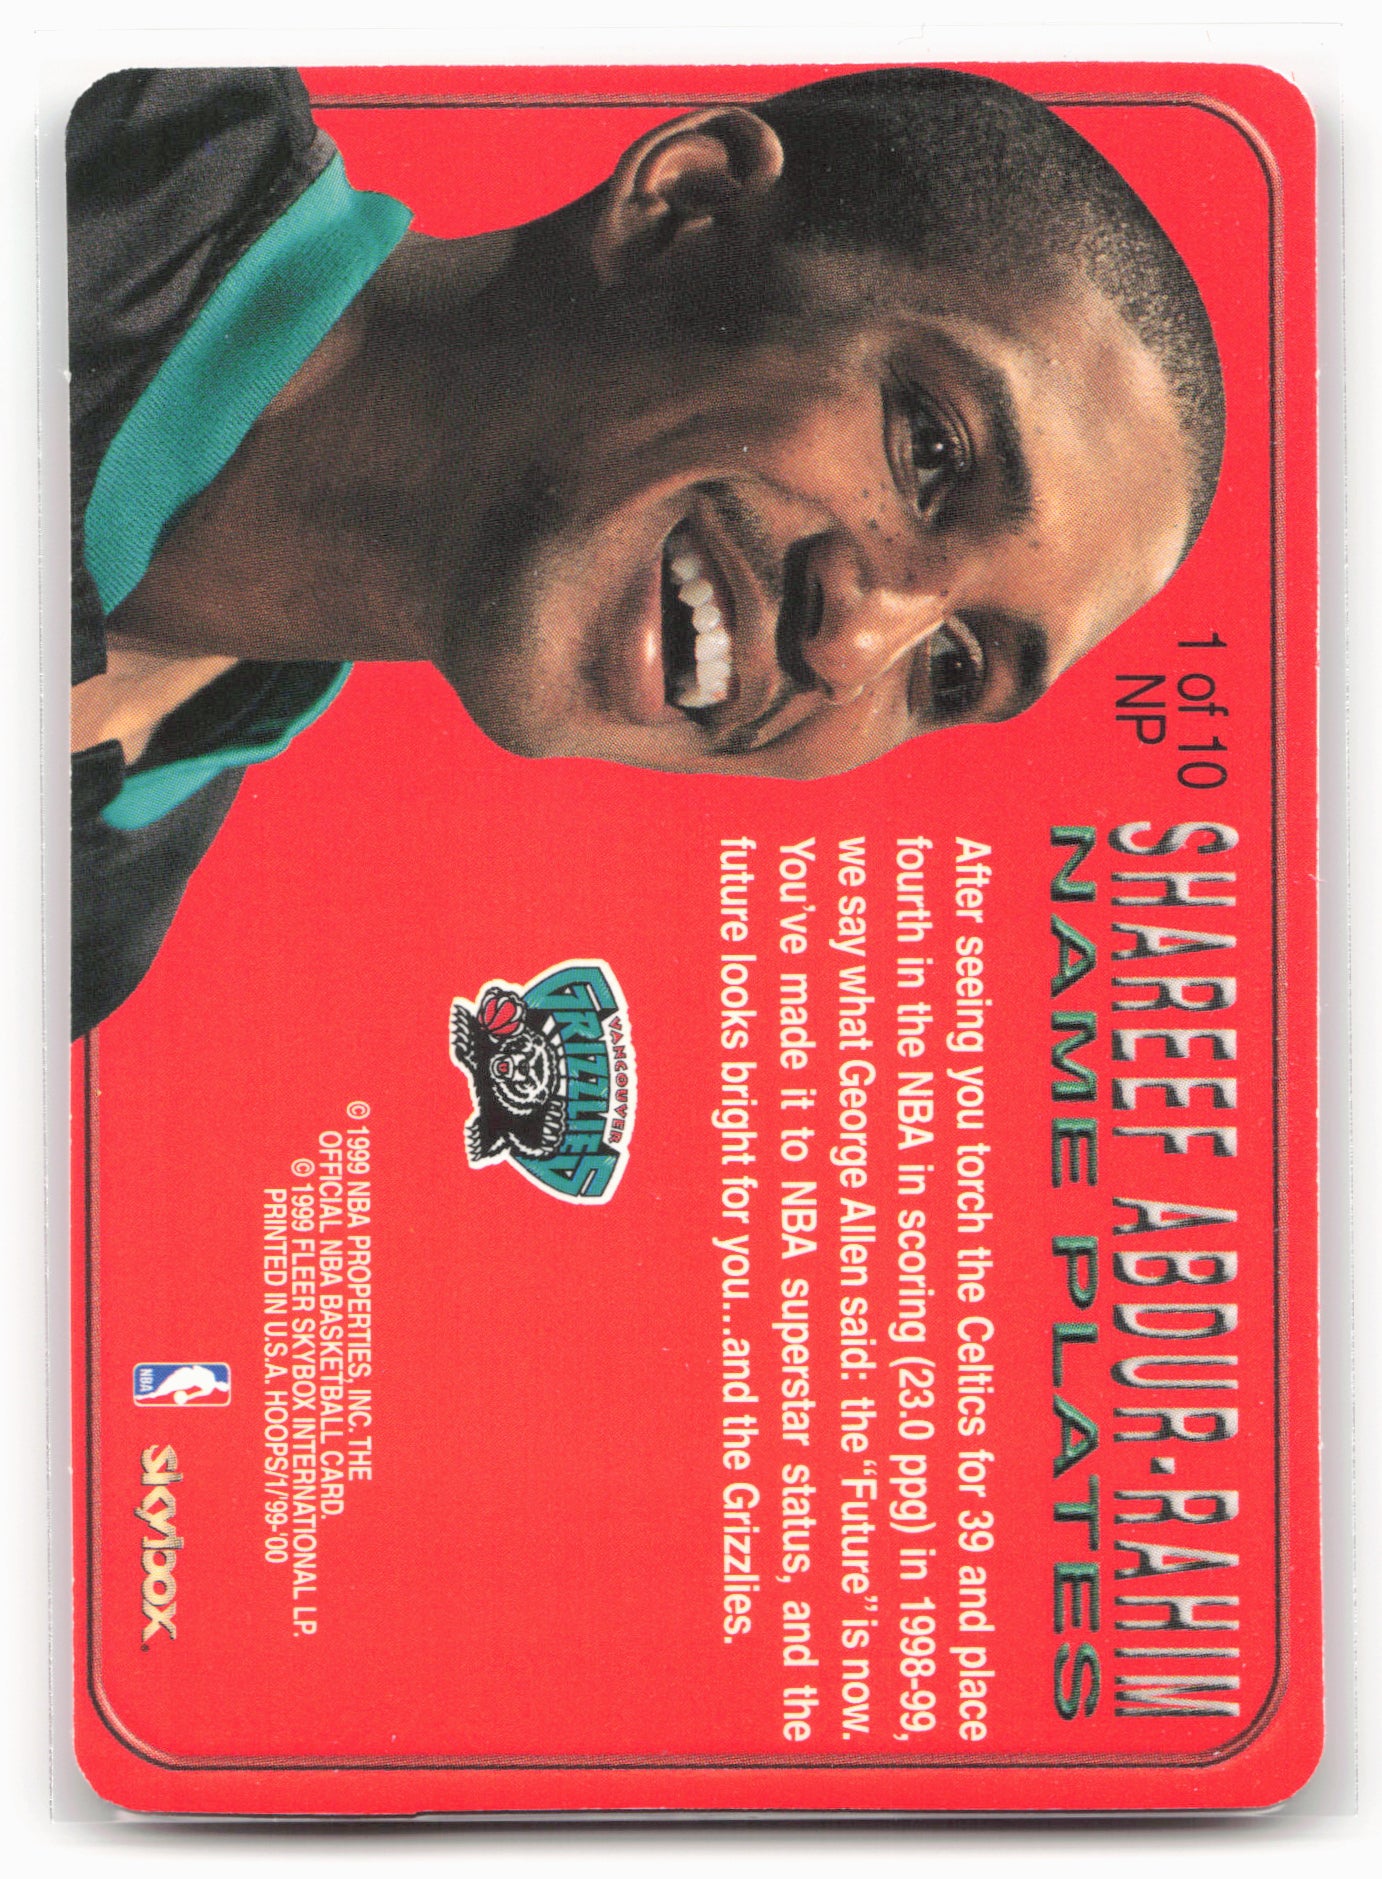 1 of 10
NP
SHAREEF ABDUR-RAHIM
NAME PLATES
After seeing you torch the Celtics for 39 and place
fourth in the NBA in scoring (23.0 ppg) in 1998-99,
we say what George Allen said: the “Future” is now.
You’ve made it to NBA superstar status, and the
future looks bright for you...and the Grizzlies.
VANCOUVER
GRIZZLIES
© 1999 NBA PROPERTIES, INC. THE
OFFICIAL NBA BASKETBALL CARD.
© 1999 FLEER SKYBOX INTERNATIONAL LP.
PRINTED IN U.S.A. HOOPS/1/'99-'00
NBA
SKYBOX